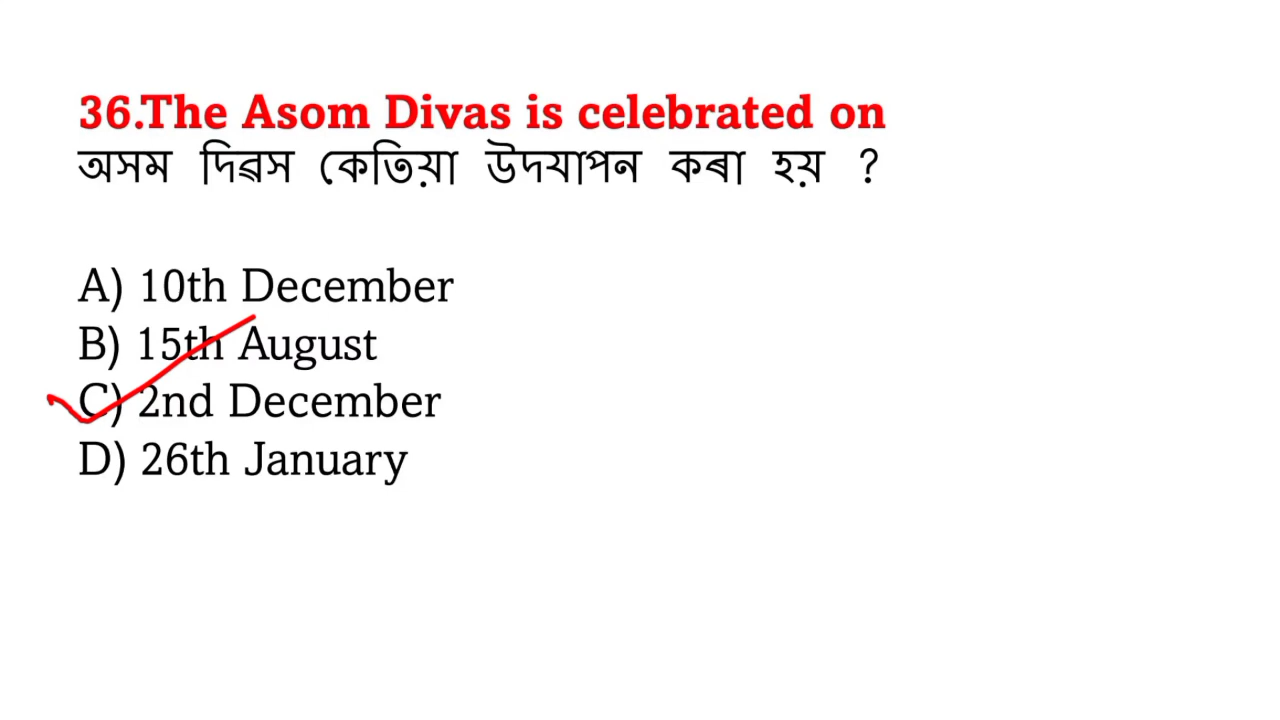 36.The Asom Divas is celebrated on
অসম দিৱস কেতিয়া উদযাপন কৰা হয় ?
A) 10th December
B) 15th August
C) 2nd December
D) 26th January